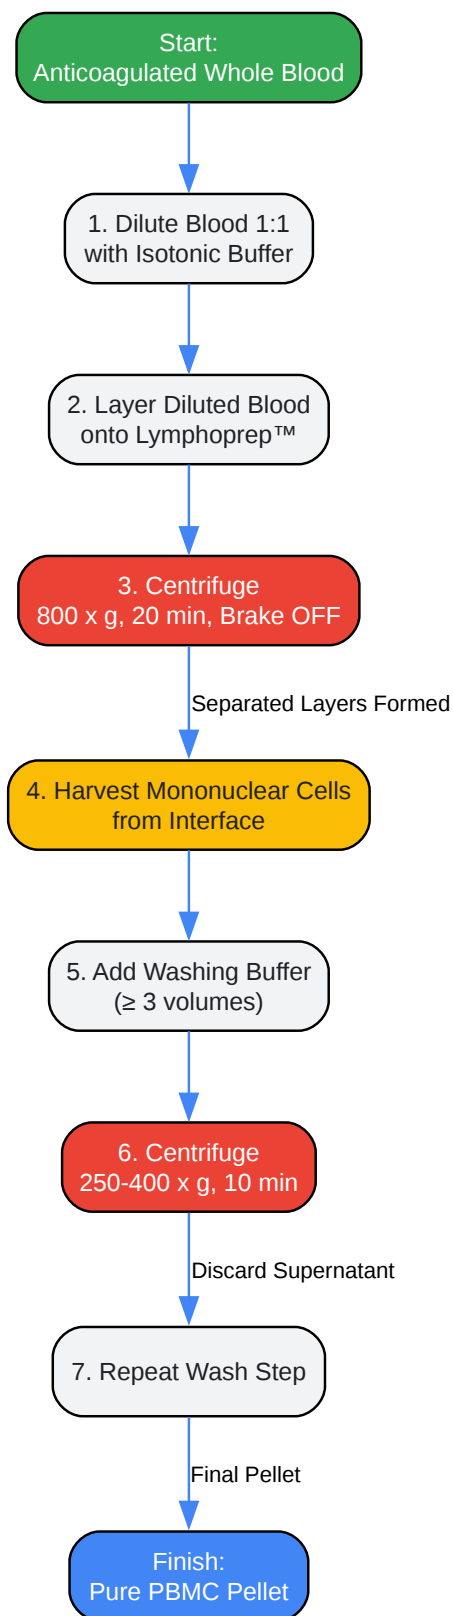 Start:
Anticoagulated Whole Blood
1. Dilute Blood 1:1
with Isotonic Buffer
2. Layer Diluted Blood
onto Lymphoprep™
3. Centrifuge
800 x g, 20 min, Brake OFF
Separated Layers Formed
4. Harvest Mononuclear Cells
from Interface
5. Add Washing Buffer
(≥ 3 volumes)
6. Centrifuge
250-400 x g, 10 min
Discard Supernatant
7. Repeat Wash Step
Final Pellet
Finish:
Pure PBMC Pellet